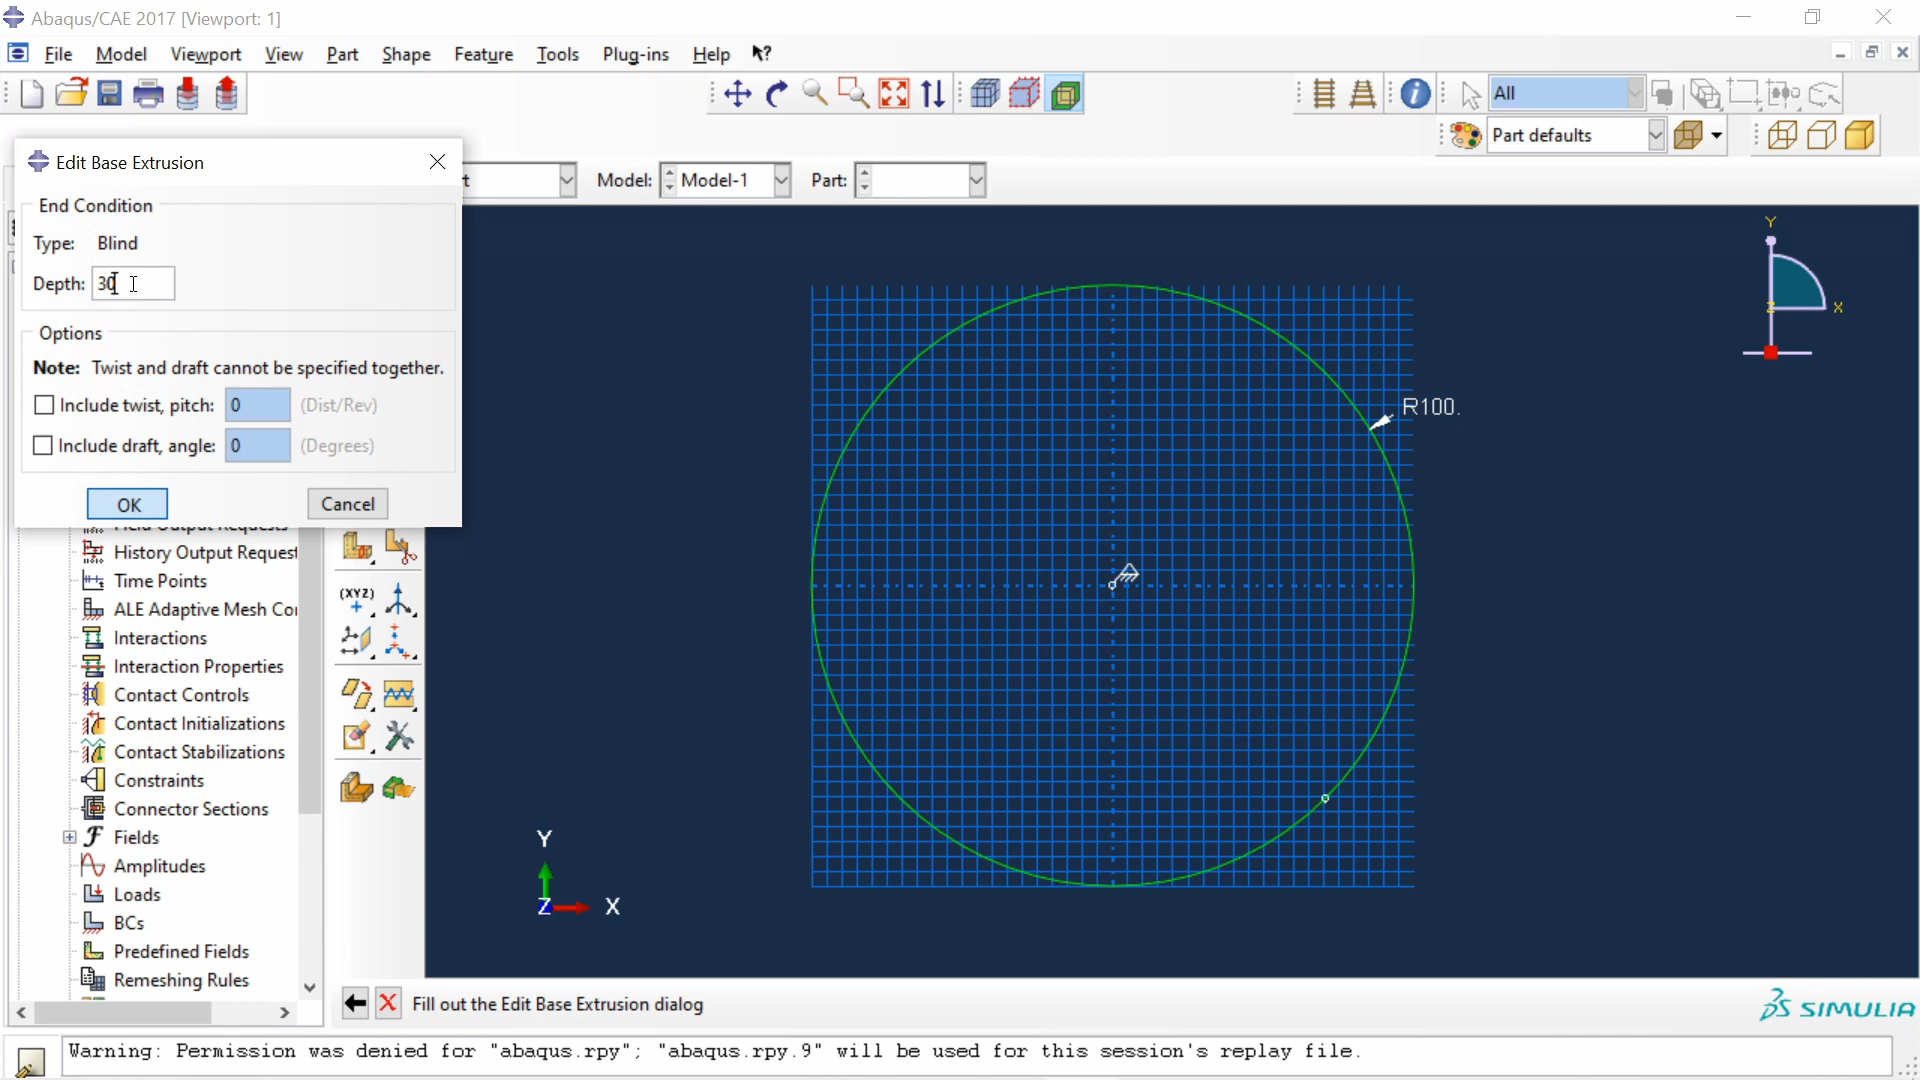 Abaqus/CAE 2017 [Viewport: 1]
File Model Viewport View Part Shape Feature Tools Plug-ins Help
All
Part defaults
Edit Base Extrusion
t Model: Model-1 Part:
End Condition
Type: Blind
Depth: 30
Options
Note: Twist and draft cannot be specified together.
Include twist, pitch: 0 (Dist/Rev)
Include draft, angle: 0 (Degrees)
OK Cancel
Field Output Requests
History Output Request
Time Points
ALE Adaptive Mesh Co
Interactions
Interaction Properties
Contact Controls
Contact Initializations
Contact Stabilizations
Constraints
Connector Sections
Fields
Amplitudes
Loads
BCs
Predefined Fields
Remeshing Rules
(XYZ)
R100.
Y
Z X
Y
Z X
Fill out the Edit Base Extrusion dialog
SIMULIA
Warning: Permission was denied for "abaqus.rpy"; "abaqus.rpy.9" will be used for this session's replay file.